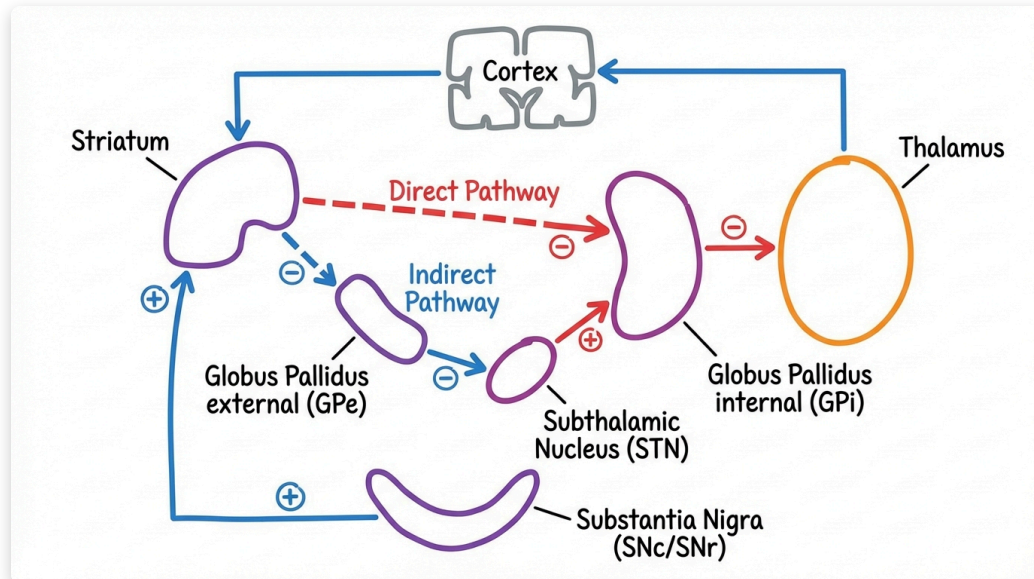 Cortex
Striatum
Thalamus
Direct Pathway
⊖
⊖
⊖
Indirect
Pathway
⊕
⊕
⊖
Globus Pallidus
external (GPe)
Globus Pallidus
internal (GPi)
Subthalamic
Nucleus (STN)
⊕
Substantia Nigra
(SNc/SNr)